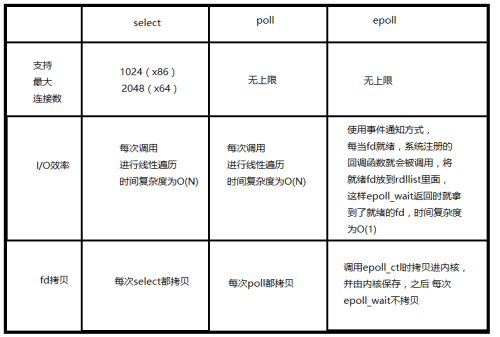 select poll epoll
支持
最大
连接数
1024（x86）
2048（x64）
无上限
无上限
I/O效率
每次调用
进行线性遍历
时间复杂度为O(N)
每次调用
进行线性遍历
时间复杂度为O(N)
使用事件通知方式，
每当fd就绪，系统注册的
回调函数就会被调用，将
就绪fd放到rdllist里面，
这样epoll_wait返回时就拿
到了就绪的fd，时间复杂度
为O(1)
fd拷贝
每次select都拷贝
每次poll都拷贝
调用epoll_ctl时拷贝进内核，
并由内核保存，之后 每次
epoll_wait不拷贝